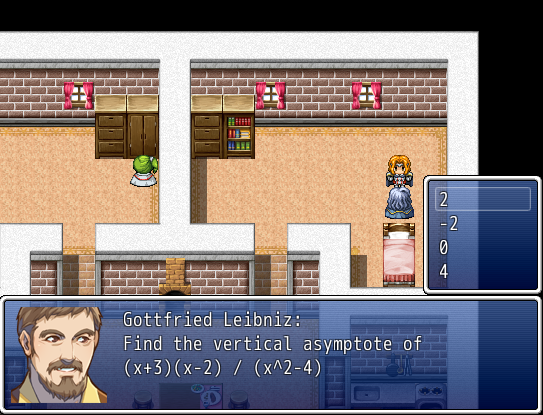 2
-2
0
4
Gottfried Leibniz:
Find the vertical asymptote of
(x+3)(x-2) / (x^2-4)